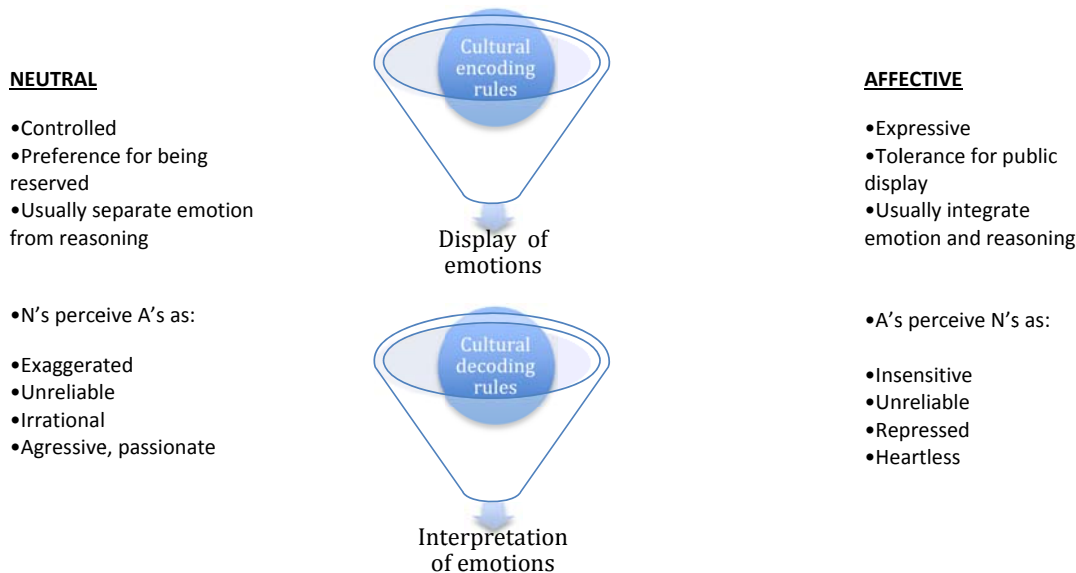 NEUTRAL
•Controlled
•Preference for being
reserved
•Usually separate emotion
from reasoning
•N’s perceive A’s as:
•Exaggerated
•Unreliable
•Irrational
•Agressive, passionate
Cultural
encoding
rules
Display of
emotions
Cultural
decoding
rules
Interpretation
of emotions
AFFECTIVE
•Expressive
•Tolerance for public
display
•Usually integrate
emotion and reasoning
•A’s perceive N’s as:
•Insensitive
•Unreliable
•Repressed
•Heartless